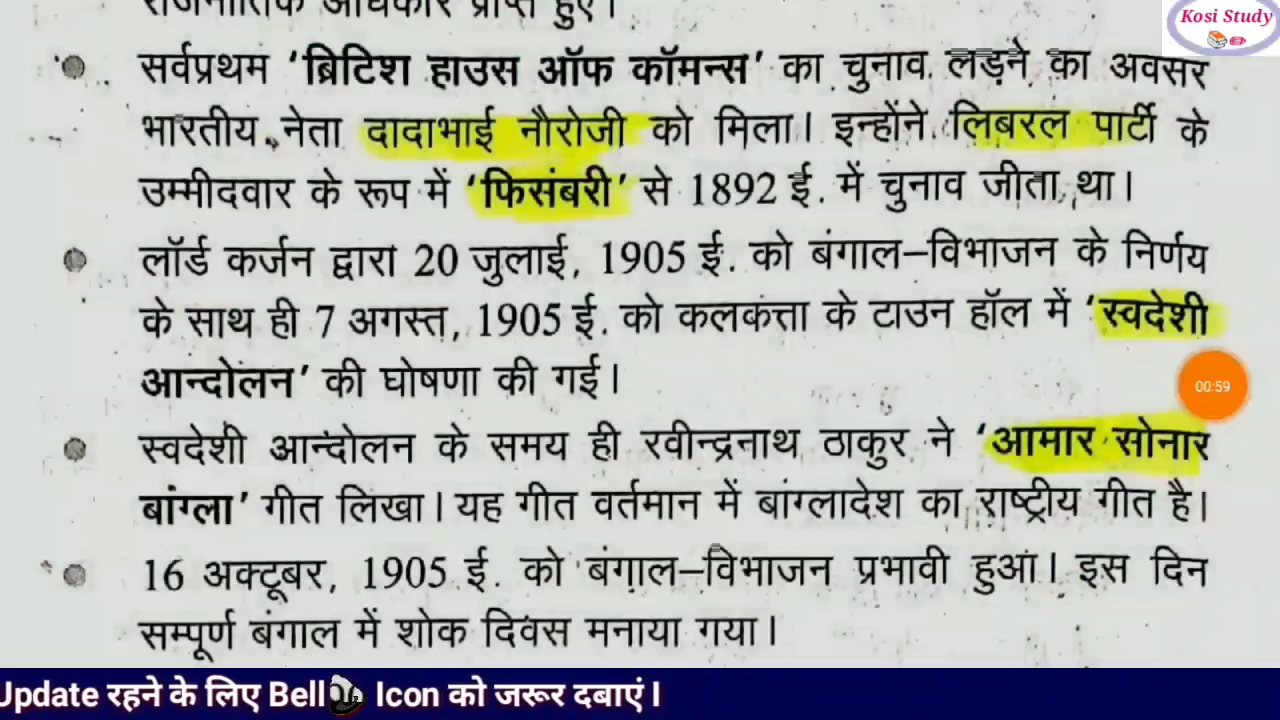 राजनीतिक अधिकार प्राप्त हुए।
Kosi Study
सर्वप्रथम ‘ब्रिटिश हाउस ऑफ कॉमन्स’ का चुनाव लड़ने का अवसर
भारतीय नेता दादाभाई नौरोजी को मिला। इन्होंने लिबरल पार्टी के
उम्मीदवार के रूप में ‘फिसंबरी’ से 1892 ई. में चुनाव जीता था।
लॉर्ड कर्जन द्वारा 20 जुलाई, 1905 ई. को बंगाल–विभाजन के निर्णय
के साथ ही 7 अगस्त, 1905 ई. को कलकत्ता के टाउन हॉल में ‘स्वदेशी
आन्दोलन’ की घोषणा की गई।
00:59
स्वदेशी आन्दोलन के समय ही रवीन्द्रनाथ ठाकुर ने ‘आमार सोनार
बांग्ला’ गीत लिखा। यह गीत वर्तमान में बांग्लादेश का राष्ट्रीय गीत है।
16 अक्टूबर, 1905 ई. को बंगाल–विभाजन प्रभावी हुआ। इस दिन
सम्पूर्ण बंगाल में शोक दिवस मनाया गया।
Update रहने के लिए Bell Icon को जरूर दबाएं I